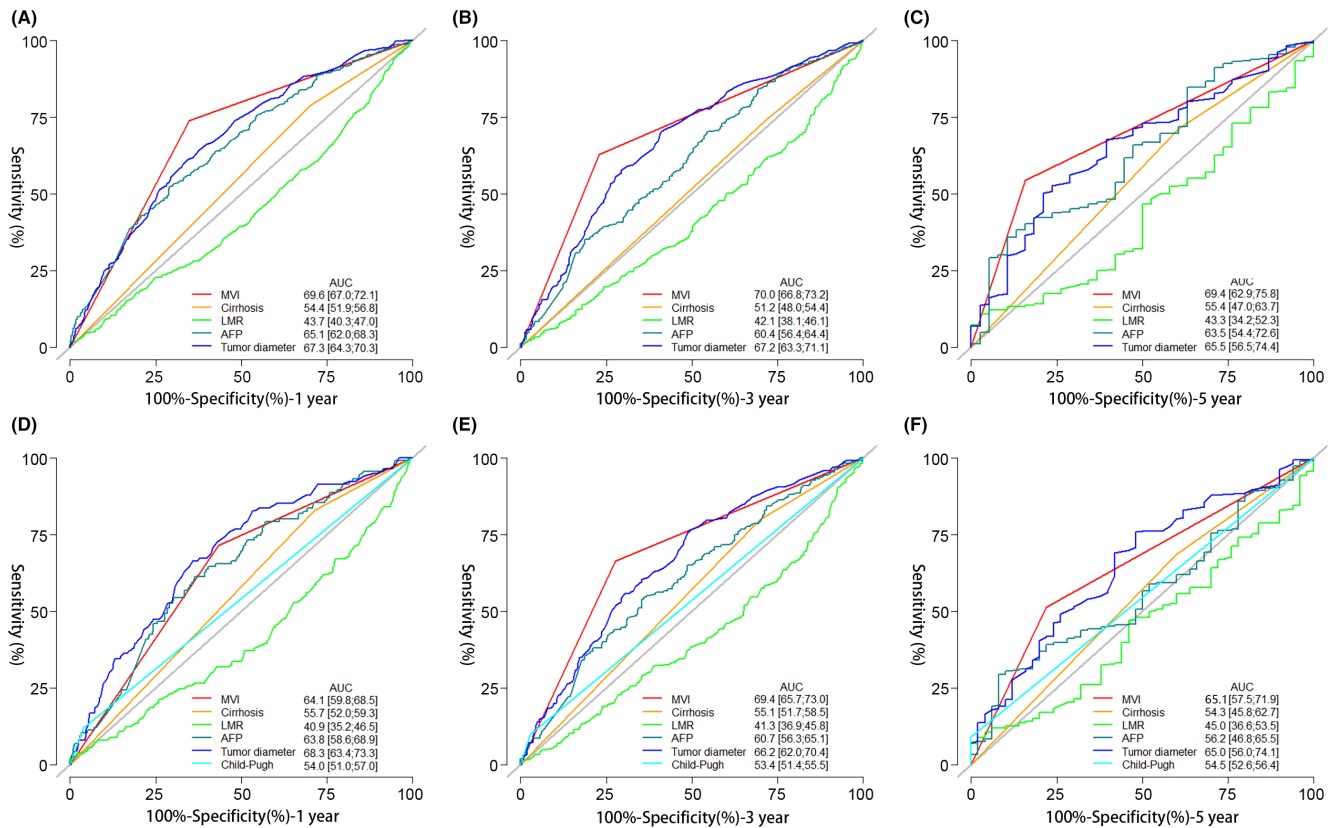 (A)
Sensitivity (%)
100
75
50
25
0
AUC
MVI 69.6 [67.0;72.1]
Cirrhosis 54.4 [51.9;56.8]
LMR 43.7 [40.3;47.0]
AFP 65.1 [62.0;68.3]
Tumor diameter 67.3 [64.3;70.3]
0 25 50 75 100
100%-Specificity(%)-1 year
(B)
Sensitivity (%)
100
75
50
25
0
AUC
MVI 70.0 [66.8;73.2]
Cirrhosis 51.2 [48.0;54.4]
LMR 42.1 [38.1;46.1]
AFP 60.4 [56.4;64.4]
Tumor diameter 67.2 [63.3;71.1]
0 25 50 75 100
100%-Specificity(%)-3 year
(C)
Sensitivity (%)
100
75
50
25
0
AUC
MVI 69.4 [62.9;75.8]
Cirrhosis 55.4 [47.0;63.7]
LMR 43.3 [34.2;52.3]
AFP 63.5 [54.4;72.6]
Tumor diameter 65.5 [56.5;74.4]
0 25 50 75 100
100%-Specificity(%)-5 year
(D)
Sensitivity (%)
100
75
50
25
0
AUC
MVI 64.1 [59.8;68.5]
Cirrhosis 55.7 [52.0;59.3]
LMR 40.9 [35.2;46.5]
AFP 63.8 [58.6;68.9]
Tumor diameter 68.3 [63.4;73.3]
Child-Pugh 54.0 [51.0;57.0]
0 25 50 75 100
100%-Specificity(%)-1 year
(E)
Sensitivity (%)
100
75
50
25
0
AUC
MVI 69.4 [65.7;73.0]
Cirrhosis 55.1 [51.7;58.5]
LMR 41.3 [36.9;45.8]
AFP 60.7 [56.3;65.1]
Tumor diameter 66.2 [62.0;70.4]
Child-Pugh 53.4 [51.4;55.5]
0 25 50 75 100
100%-Specificity(%)-3 year
(F)
Sensitivity (%)
100
75
50
25
0
AUC
MVI 65.1 [57.5;71.9]
Cirrhosis 54.3 [45.8;62.7]
LMR 45.0 [36.6;53.5]
AFP 56.2 [46.8;65.5]
Tumor diameter 65.0 [56.0;74.1]
Child-Pugh 54.5 [52.6;56.4]
0 25 50 75 100
100%-Specificity(%)-5 year